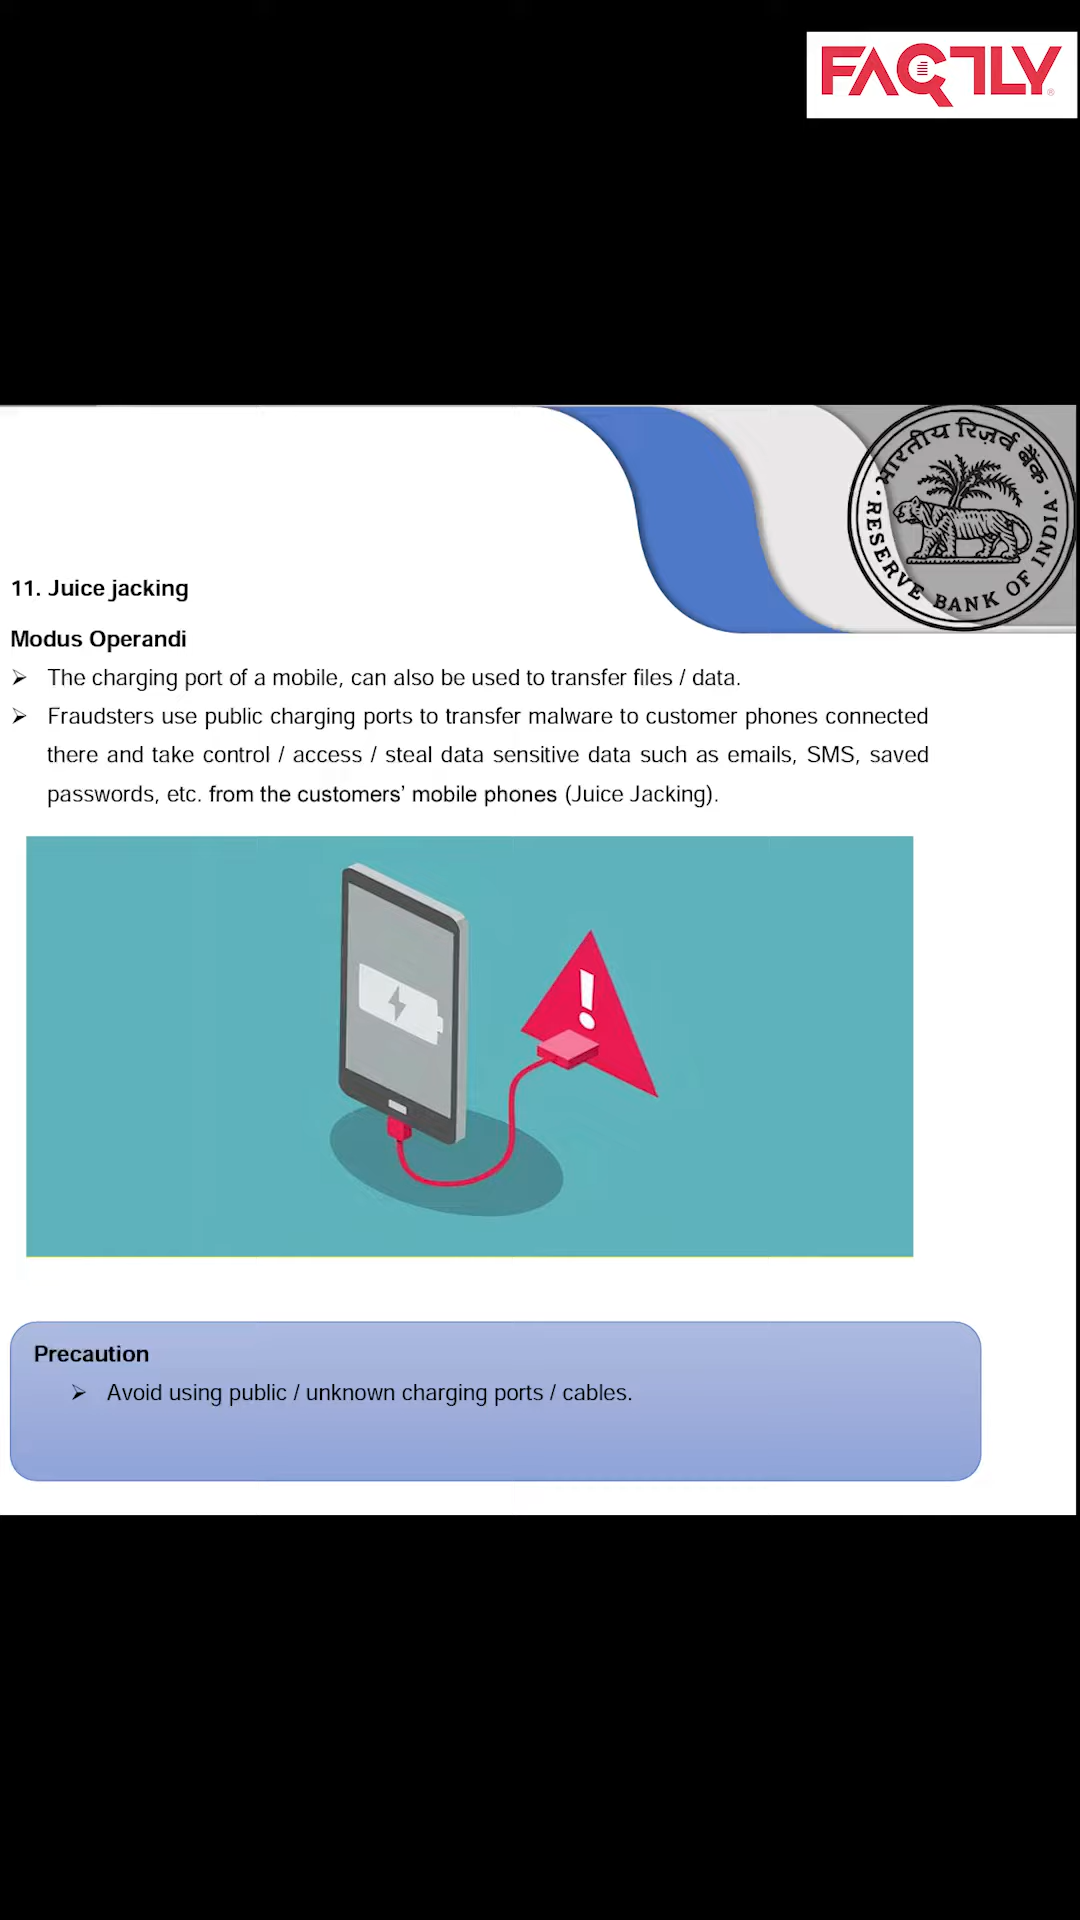 FACTLY
भारतीय रिज़र्व बैंक
RESERVE BANK OF INDIA
11. Juice jacking
Modus Operandi
➢ The charging port of a mobile, can also be used to transfer files / data.
➢ Fraudsters use public charging ports to transfer malware to customer phones connected
there and take control / access / steal data sensitive data such as emails, SMS, saved
passwords, etc. from the customers’ mobile phones (Juice Jacking).
!
Precaution
➢ Avoid using public / unknown charging ports / cables.